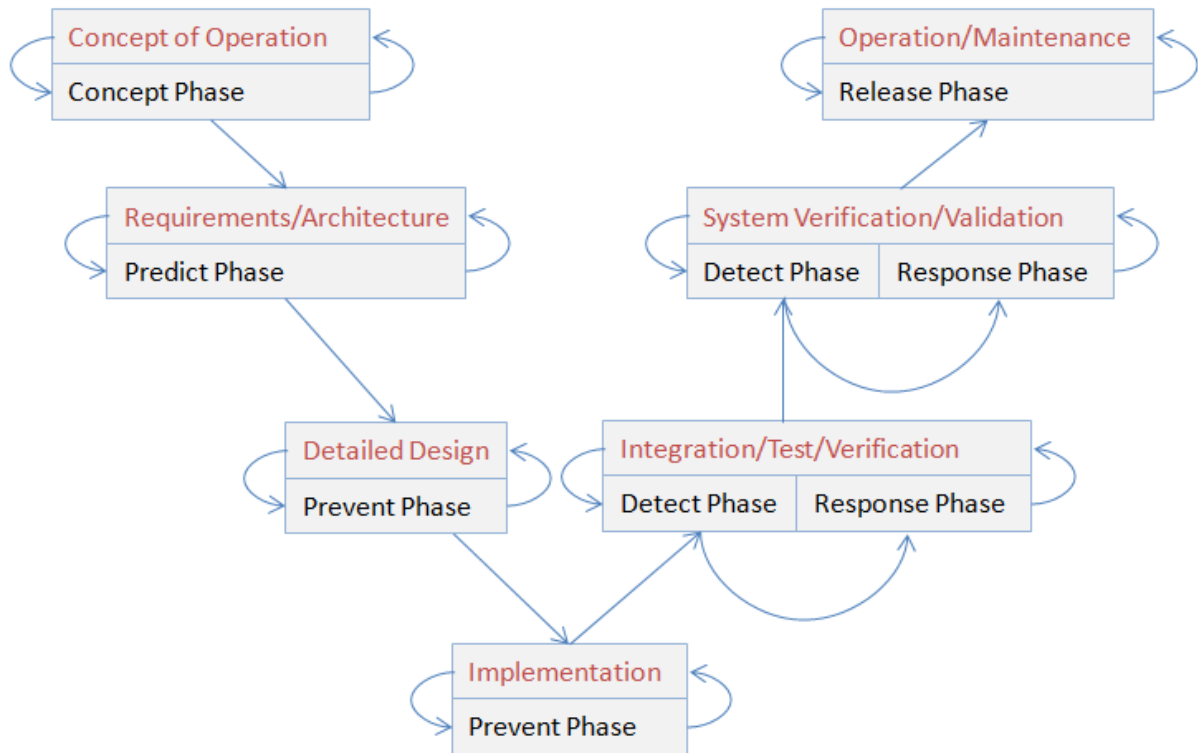 Concept of Operation
Concept Phase
Operation/Maintenance
Release Phase
Requirements/Architecture
Predict Phase
System Verification/Validation
Detect Phase
Response Phase
Detailed Design
Prevent Phase
Integration/Test/Verification
Detect Phase
Response Phase
Implementation
Prevent Phase